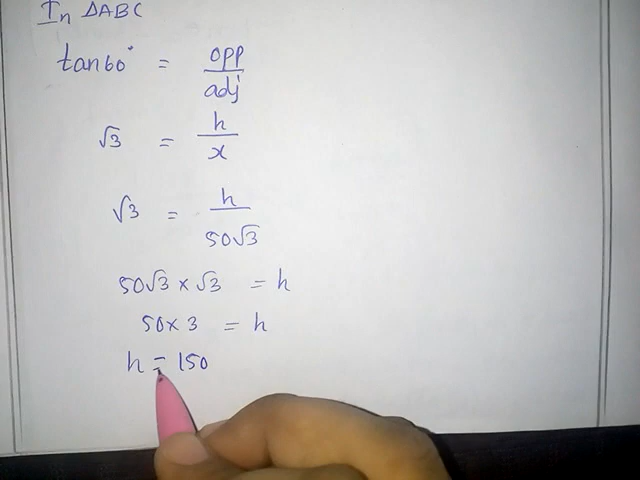 In ΔABC
tan60° = opp/adj
√3 = h/x
√3 = h/50√3
50√3 × √3 = h
50 × 3 = h
h = 150